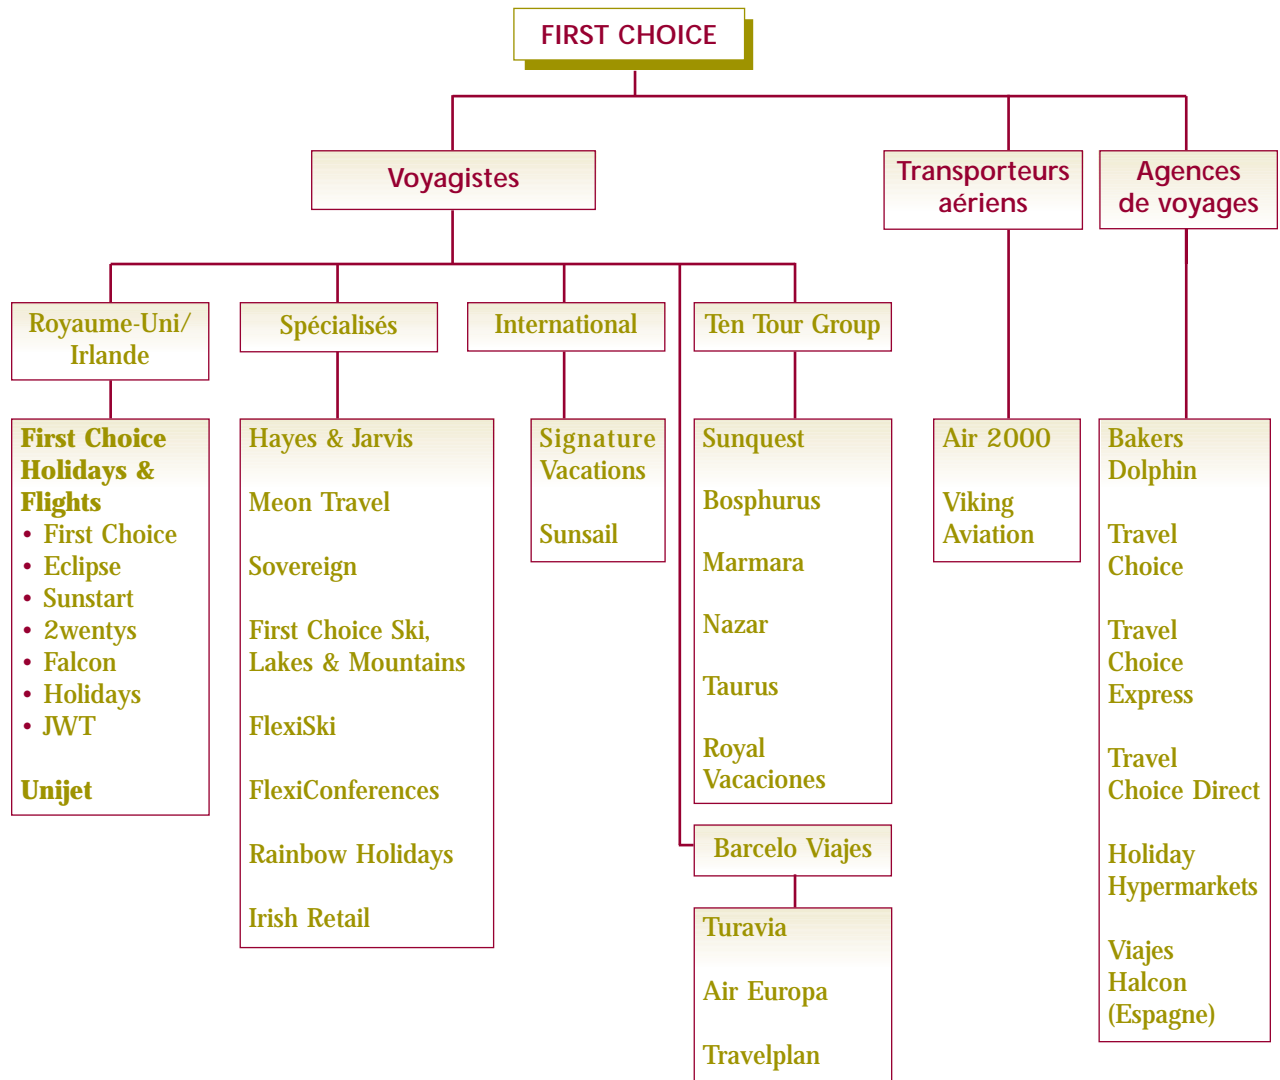 FIRST CHOICE
Voyagistes
Transporteurs
aériens
Agences
de voyages
Royaume-Uni/
Irlande
Spécialisés
International
Ten Tour Group
First Choice
Holidays &
Flights
• First Choice
• Eclipse
• Sunstart
• 2wentys
• Falcon
• Holidays
• JWT
Unijet
Hayes & Jarvis
Meon Travel
Sovereign
First Choice Ski,
Lakes & Mountains
FlexiSki
FlexiConferences
Rainbow Holidays
Irish Retail
Signature
Vacations
Sunsail
Sunquest
Bosphurus
Marmara
Nazar
Taurus
Royal
Vacaciones
Barcelo Viajes
Turavia
Air Europa
Travelplan
Air 2000
Viking
Aviation
Bakers
Dolphin
Travel
Choice
Travel
Choice
Express
Travel
Choice Direct
Holiday
Hypermarkets
Viajes
Halcon
(Espagne)